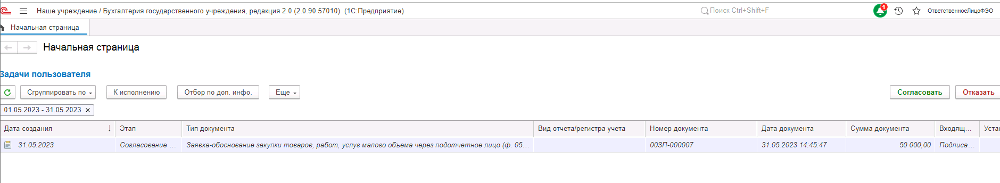 Наше учреждение / Бухгалтерия государственного учреждения, редакция 2.0 (2.0.90.57010) (1С:Предприятие) Поиск Ctrl+Shift+F 1 ОтветственноеЛицоФЭО
Начальная страница
Начальная страница
Задачи пользователя
Сгруппировать по К исполнению Отбор по доп. инфо. Еще Согласовать Отказать
01.05.2023 - 31.05.2023 ×
Дата создания ↓ Этап Тип документа Вид отчета/регистра учета Номер документа Дата документа Сумма документа Входящ... Устан
31.05.2023 Согласование ... Заявка-обоснование закупки товаров, работ, услуг малого объема через подотчетное лицо (ф. 05... 00ЗП-000007 31.05.2023 14:45:47 50 000,00 Подписа...